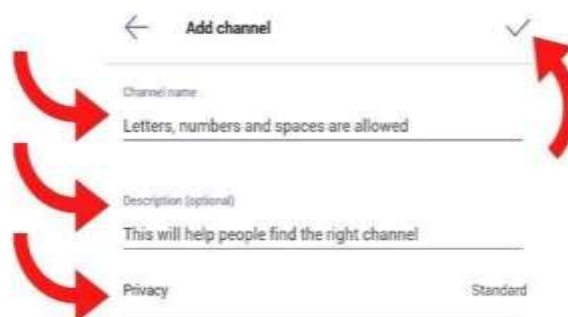 Add channel
Channel name
Letters, numbers and spaces are allowed
Description (optional)
This will help people find the right channel
Privacy Standard